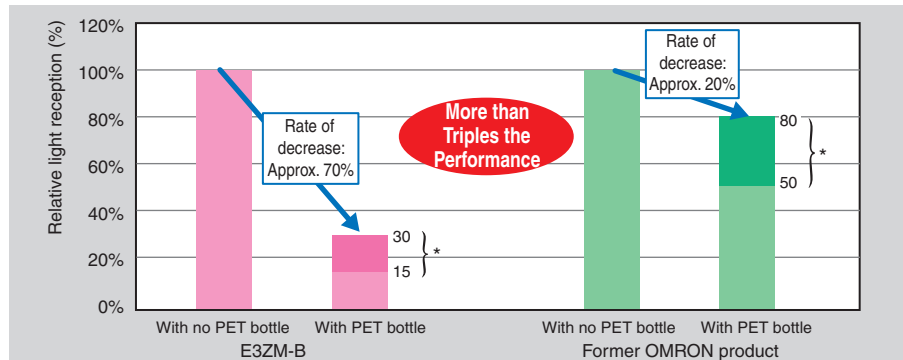 Relative light reception (%)
120%
100%
80%
60%
40%
20%
0%
Rate of
decrease:
Approx. 70%
30
15
*
With no PET bottle
With PET bottle
E3ZM-B
More than
Triples the
Performance
Rate of
decrease:
Approx. 20%
80
50
*
With no PET bottle
With PET bottle
Former OMRON product